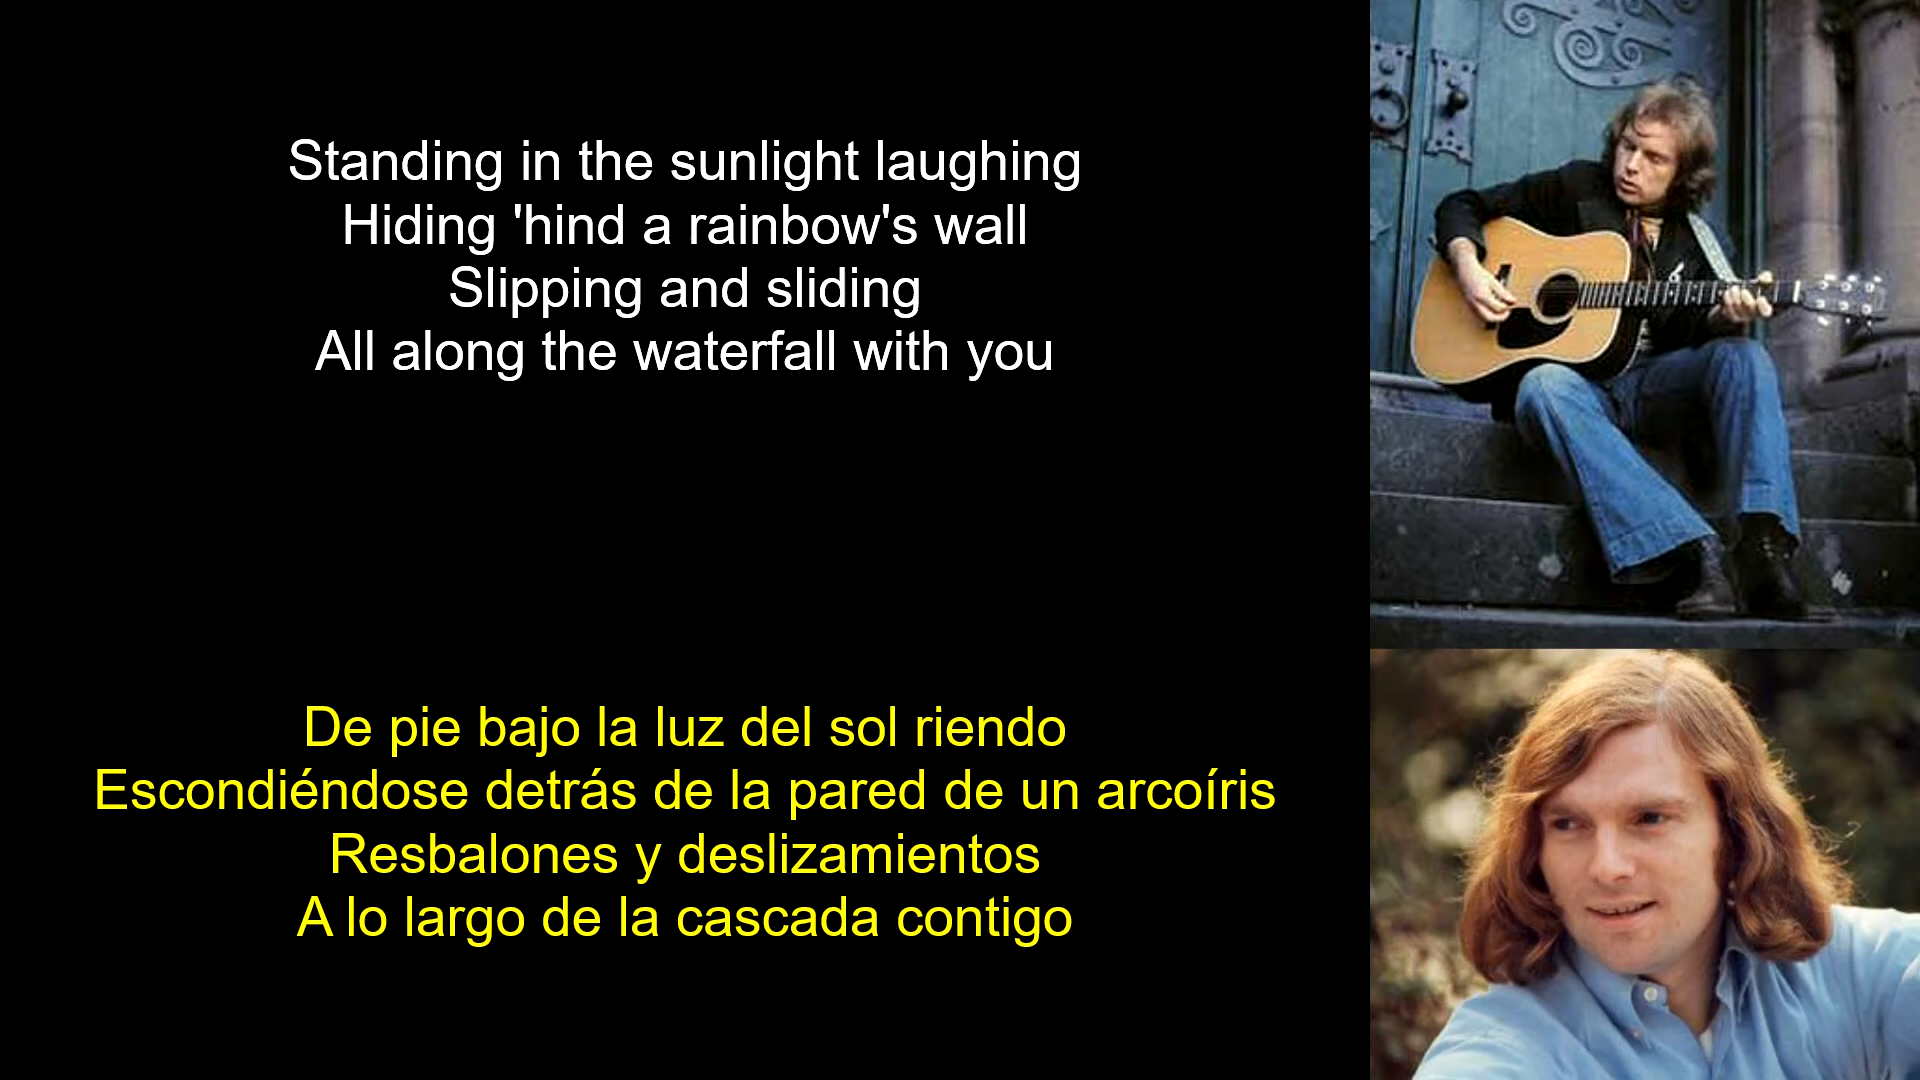 Standing in the sunlight laughing
Hiding 'hind a rainbow's wall
Slipping and sliding
All along the waterfall with you
De pie bajo la luz del sol riendo
Escondiéndose detrás de la pared de un arcoíris
Resbalones y deslizamientos
A lo largo de la cascada contigo